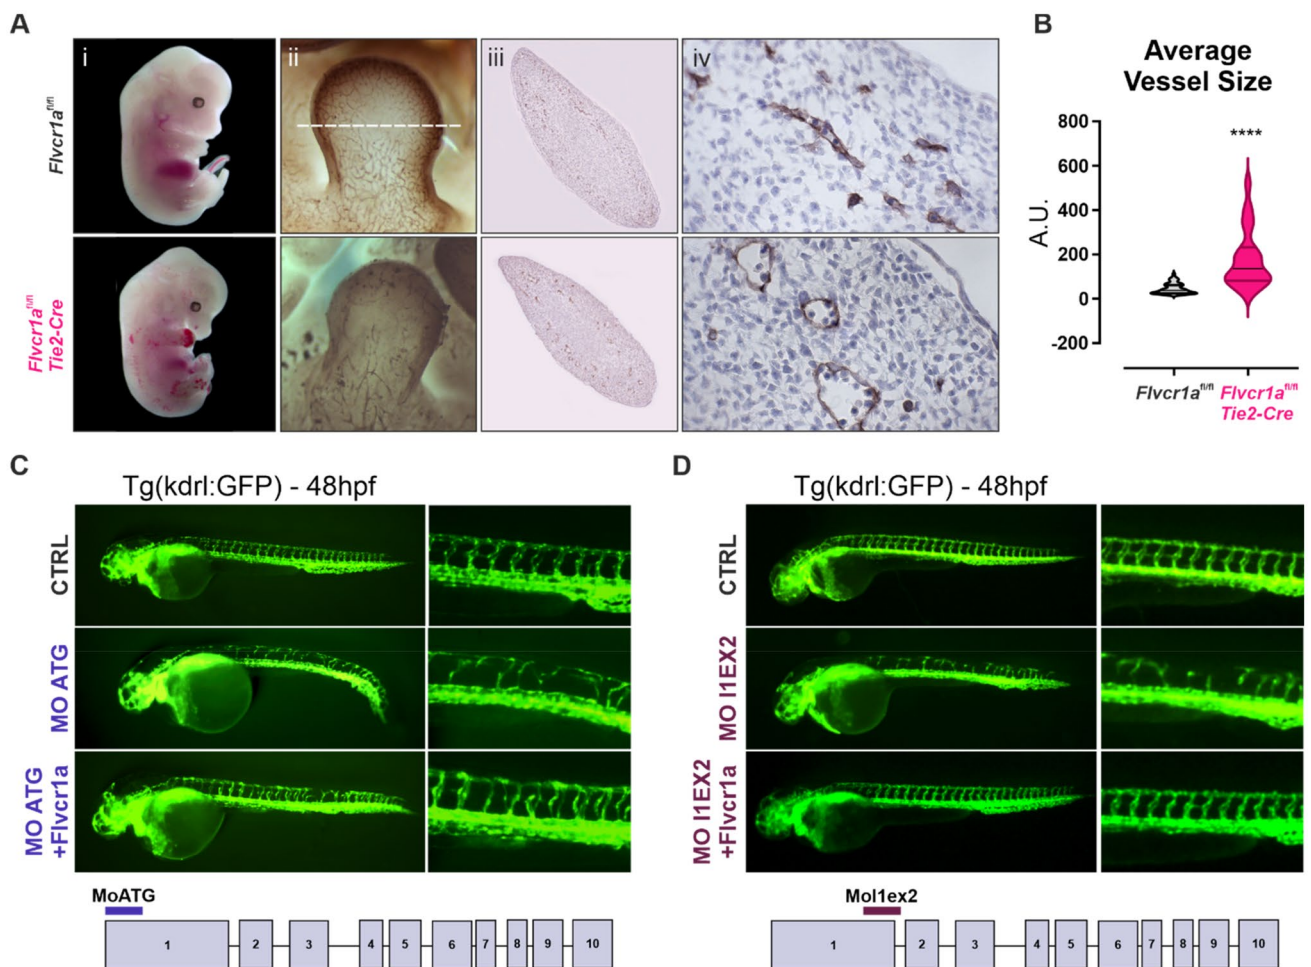 A
B
i
ii
iii
iv
Flvcr1a fl/fl
Flvcr1a fl/fl
Tie2-Cre
Average
Vessel Size
800
600
400
200
0
-200
A.U.
****
Flvcr1a fl/fl
Flvcr1a fl/fl
Tie2-Cre
C
Tg(kdrl:GFP) - 48hpf
CTRL
MO ATG
MO ATG
+Flvcr1a
MoATG
1 2 3 4 5 6 7 8 9 10
D
Tg(kdrl:GFP) - 48hpf
CTRL
MO I1EX2
MO I1EX2
+Flvcr1a
MoI1ex2
1 2 3 4 5 6 7 8 9 10